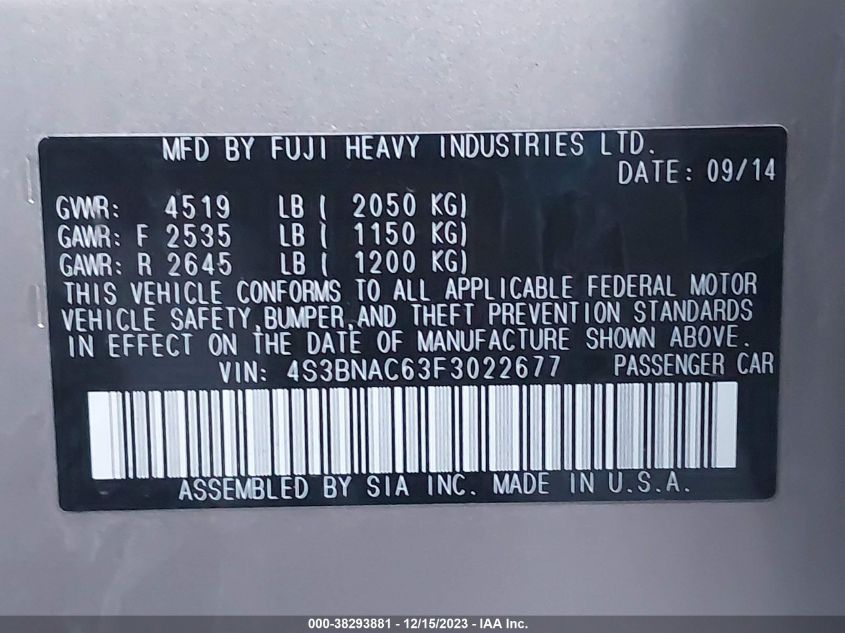 MFD BY FUJI HEAVY INDUSTRIES LTD.
DATE: 09/14
GVWR: 4519 LB ( 2050 KG)
GAWR: F 2535 LB ( 1150 KG)
GAWR: R 2645 LB ( 1200 KG)
THIS VEHICLE CONFORMS TO ALL APPLICABLE FEDERAL MOTOR
VEHICLE SAFETY,BUMPER,AND THEFT PREVENTION STANDARDS
IN EFFECT ON THE DATE OF MANUFACTURE SHOWN ABOVE.
VIN: 4S3BNAC63F3022677 PASSENGER CAR
ASSEMBLED BY SIA INC. MADE IN U.S.A.
000-38293881 - 12/15/2023 - IAA Inc.